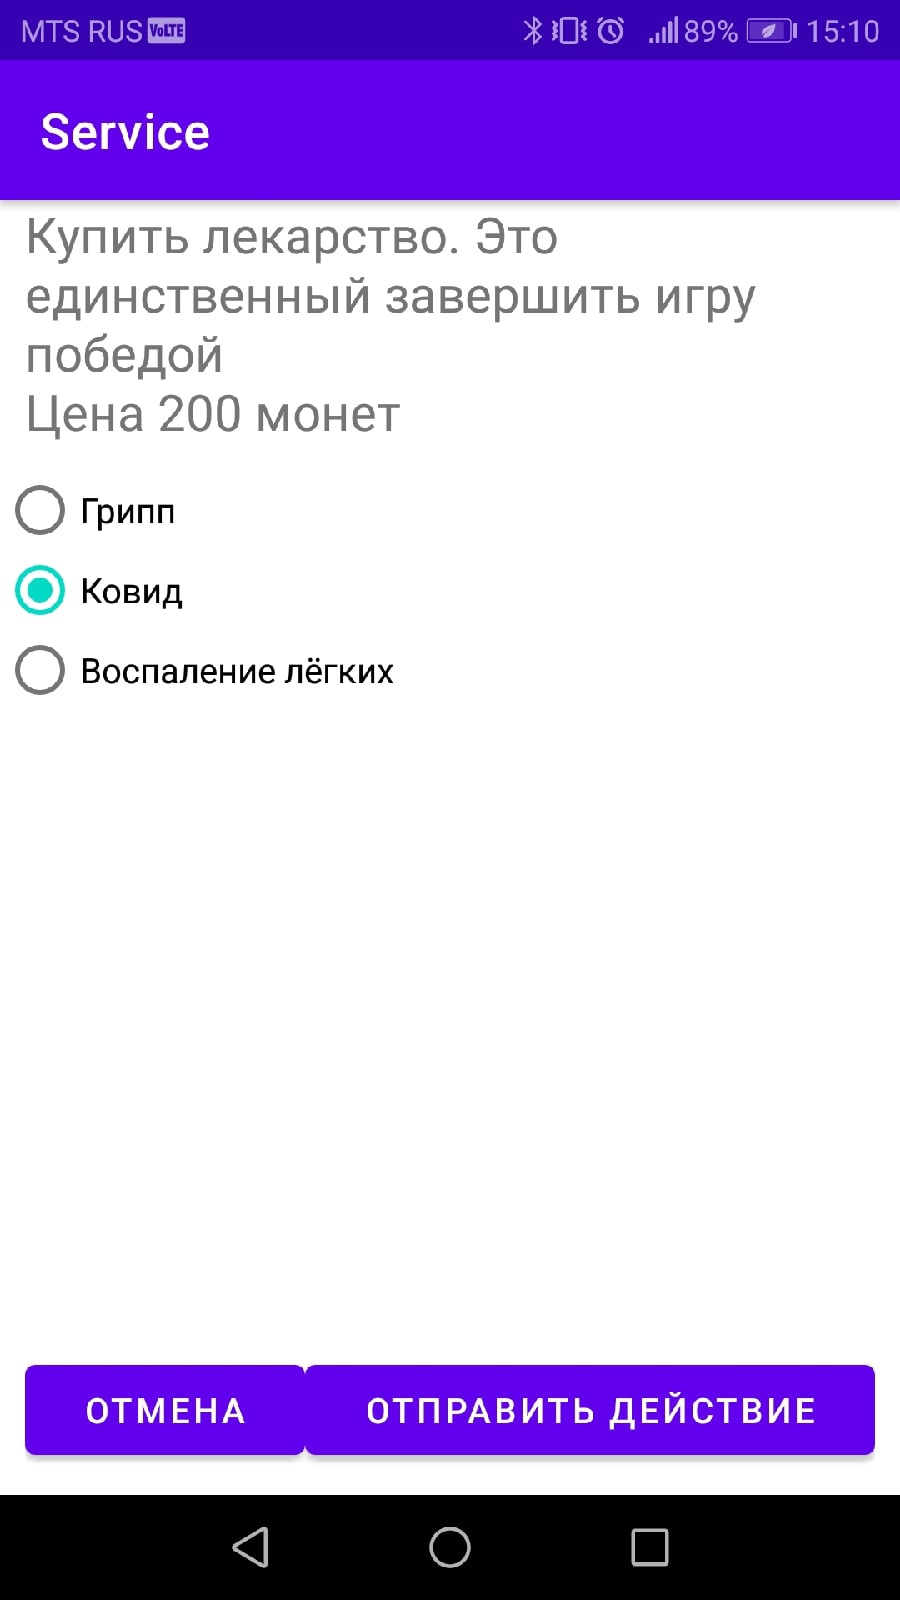 MTS RUS VoLTE 89% 15:10
Service
Купить лекарство. Это
единственный завершить игру
победой
Цена 200 монет
Грипп
Ковид
Воспаление лёгких
ОТМЕНА ОТПРАВИТЬ ДЕЙСТВИЕ